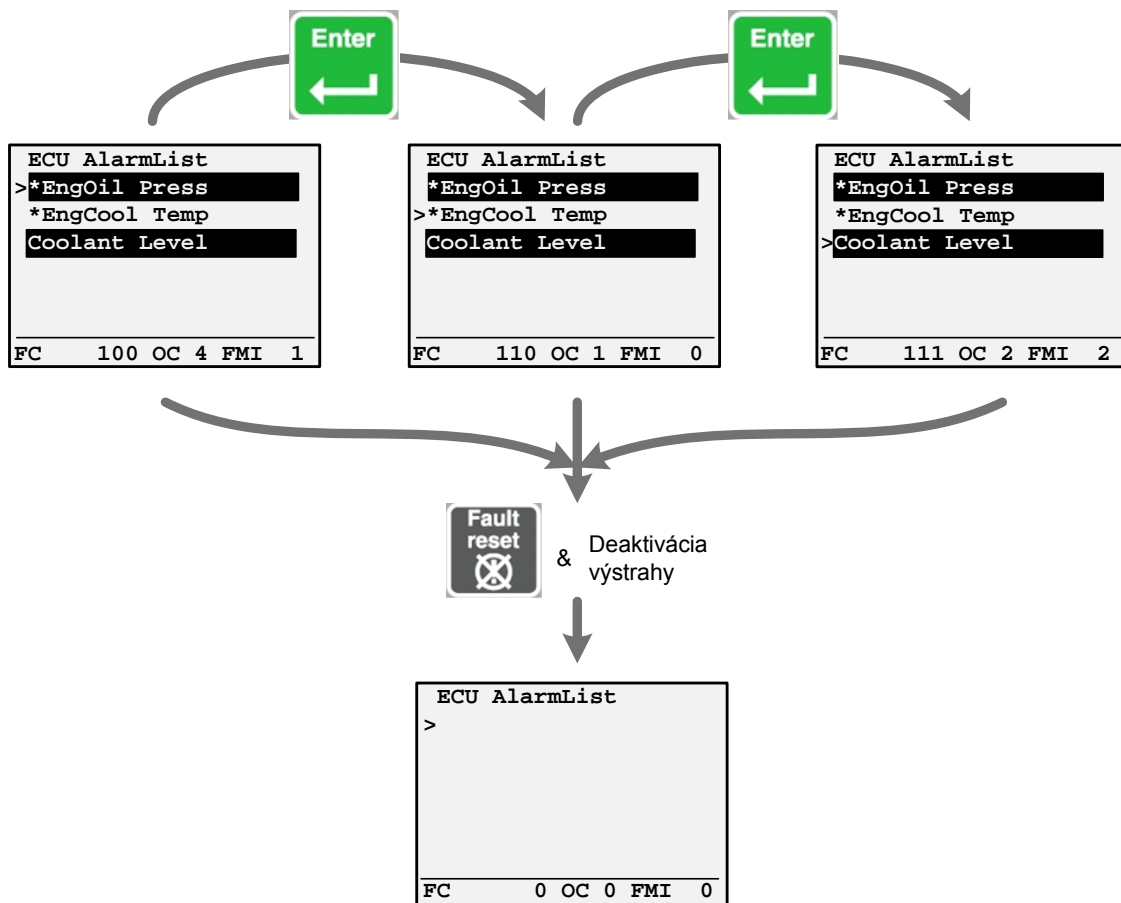 Enter
Enter
ECU AlarmList
>*EngOil Press
*EngCool Temp
Coolant Level
FC 100 OC 4 FMI 1
ECU AlarmList
*EngOil Press
>*EngCool Temp
Coolant Level
FC 110 OC 1 FMI 0
ECU AlarmList
*EngOil Press
*EngCool Temp
>Coolant Level
FC 111 OC 2 FMI 2
Fault
reset
& Deaktivácia
výstrahy
ECU AlarmList
>
FC 0 OC 0 FMI 0